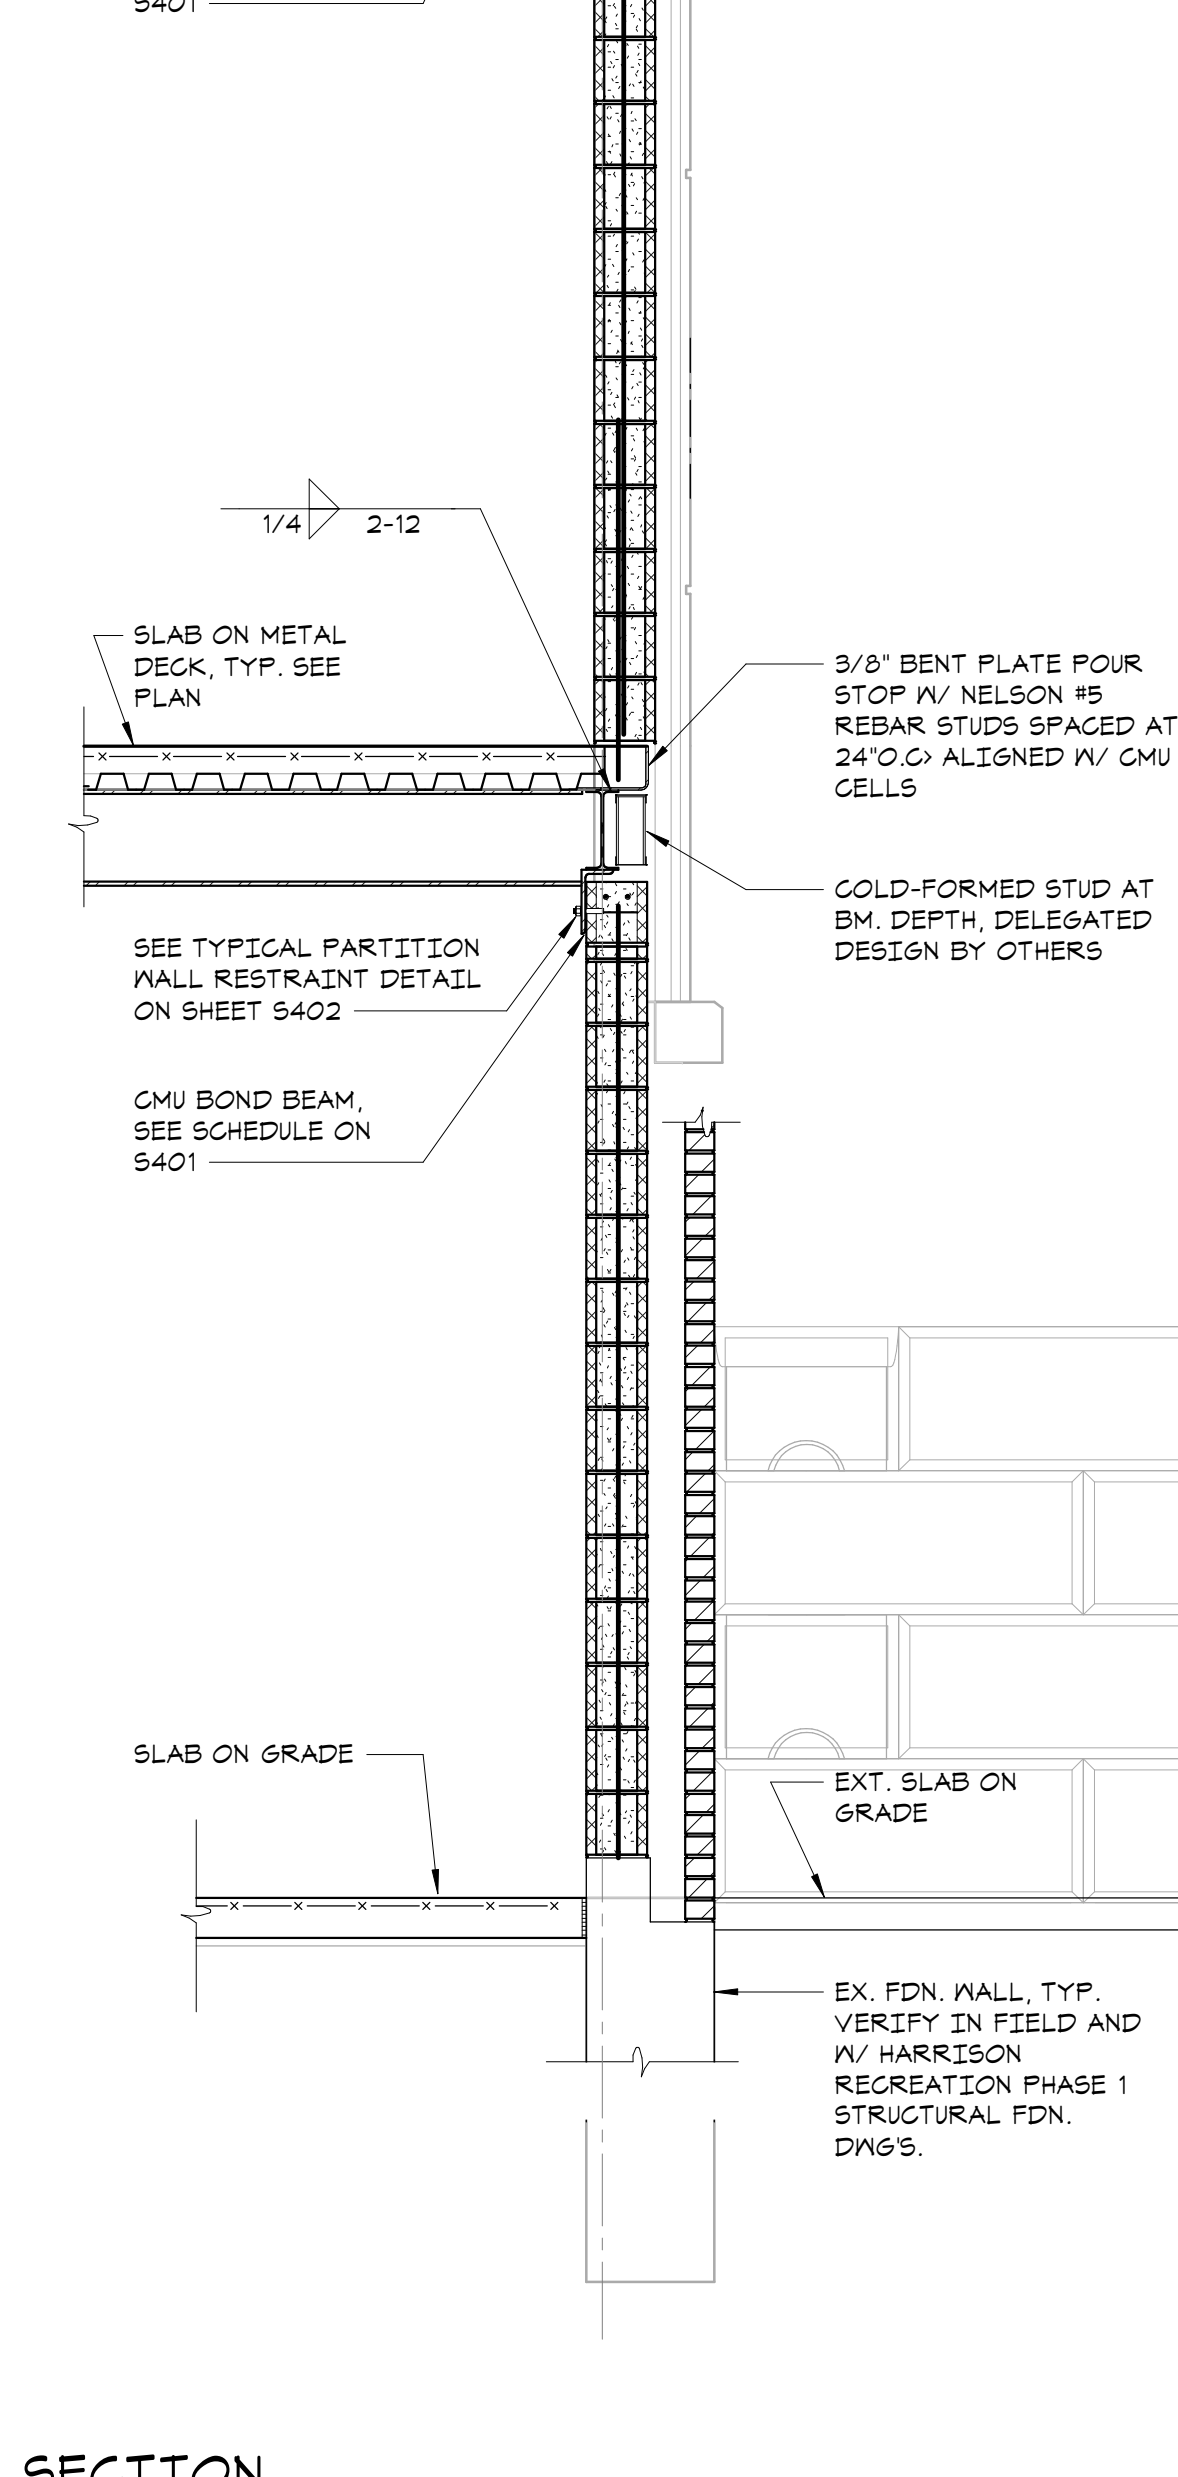 S401
1/4 2-12
SLAB ON METAL
DECK, TYP. SEE
PLAN
3/8" BENT PLATE POUR
STOP W/ NELSON #5
REBAR STUDS SPACED AT
24"O.C> ALIGNED W/ CMU
CELLS
COLD-FORMED STUD AT
BM. DEPTH, DELEGATED
DESIGN BY OTHERS
SEE TYPICAL PARTITION
WALL RESTRAINT DETAIL
ON SHEET S402
CMU BOND BEAM,
SEE SCHEDULE ON
S401
SLAB ON GRADE
EXT. SLAB ON
GRADE
EX. FDN. WALL, TYP.
VERIFY IN FIELD AND
W/ HARRISON
RECREATION PHASE 1
STRUCTURAL FDN.
DWG'S.
SECTION